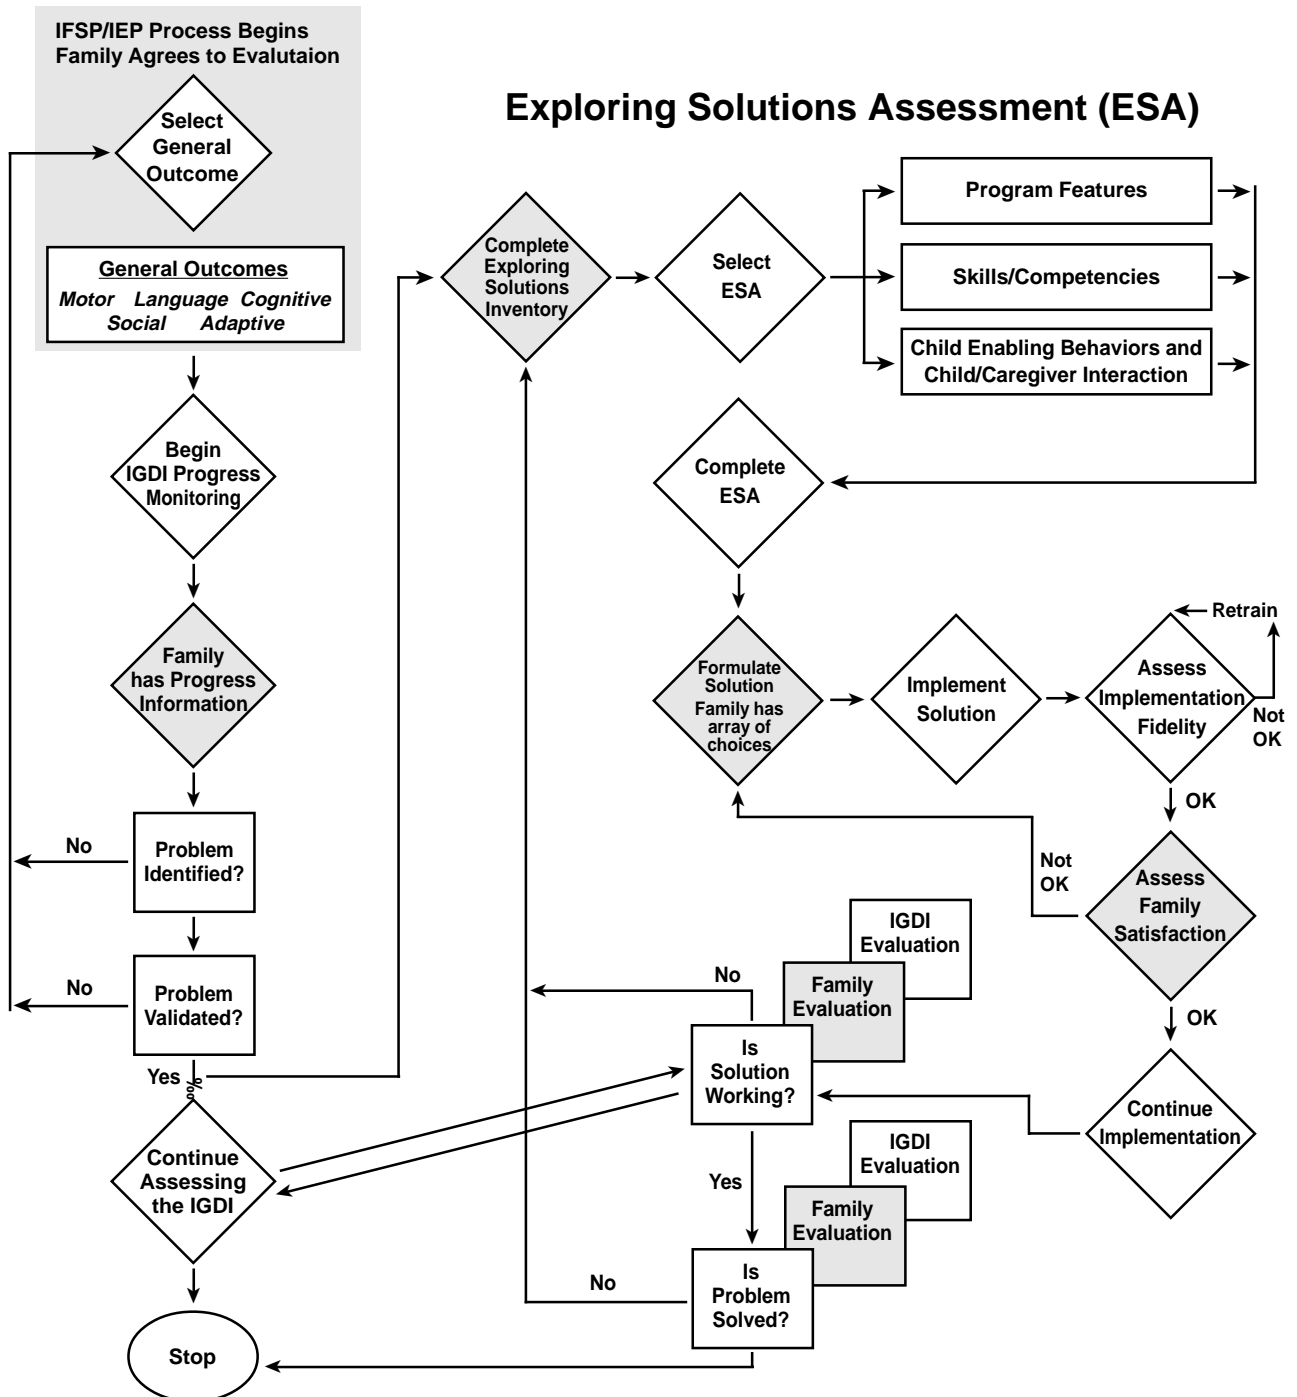 IFSP/IEP Process Begins
Family Agrees to Evalutaion
Select
General
Outcome
General Outcomes
Motor Language Cognitive
Social Adaptive
Begin
IGDI Progress
Monitoring
Family
has Progress
Information
No
Problem
Identified?
No
Problem
Validated?
Yes
‰
Continue
Assessing
the IGDI
Stop
Exploring Solutions Assessment (ESA)
Complete
Exploring
Solutions
Inventory
Select
ESA
Program Features
Skills/Competencies
Child Enabling Behaviors and
Child/Caregiver Interaction
Complete
ESA
Formulate
Solution
Family has
array of
choices
Implement
Solution
Retrain
Assess
Implementation
Fidelity
Not
OK
OK
Assess
Family
Satisfaction
Not
OK
OK
Continue
Implementation
IGDI
Evaluation
Family
Evaluation
No
Is
Solution
Working?
Yes
IGDI
Evaluation
Family
Evaluation
No
Is
Problem
Solved?